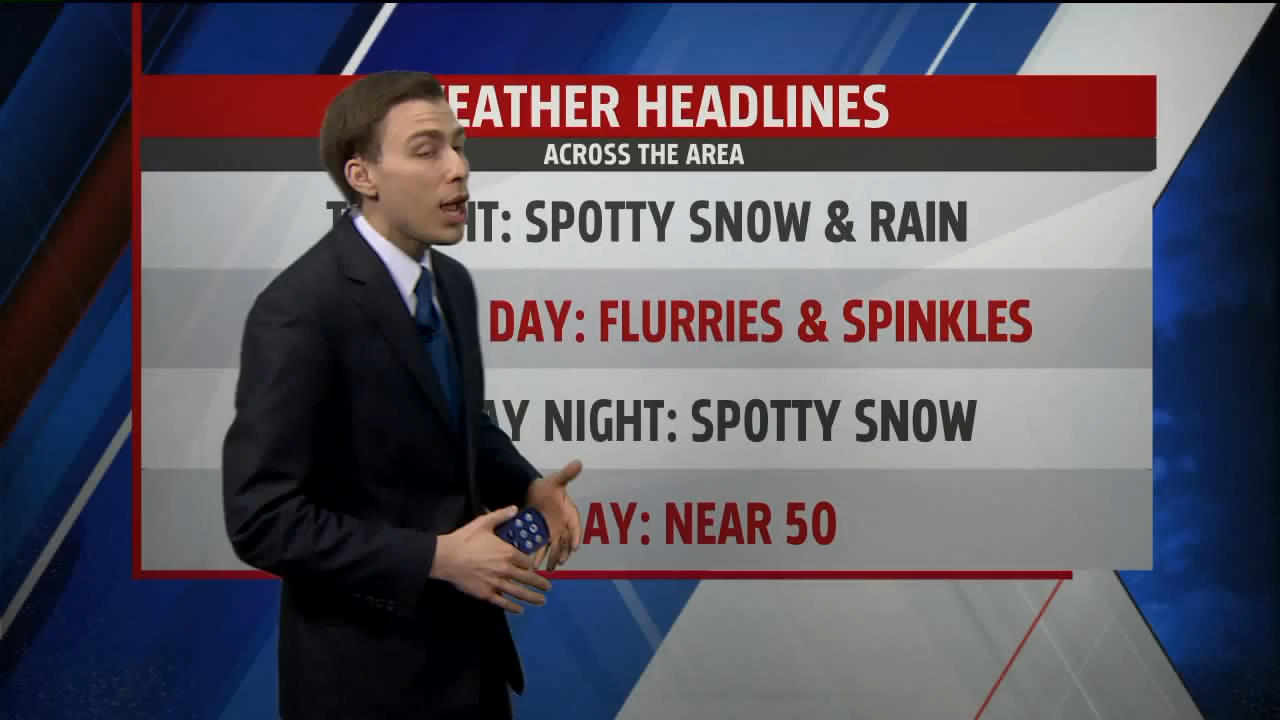 EATHER HEADLINES
ACROSS THE AREA
T IT: SPOTTY SNOW & RAIN
DAY: FLURRIES & SPINKLES
AY NIGHT: SPOTTY SNOW
AY: NEAR 50